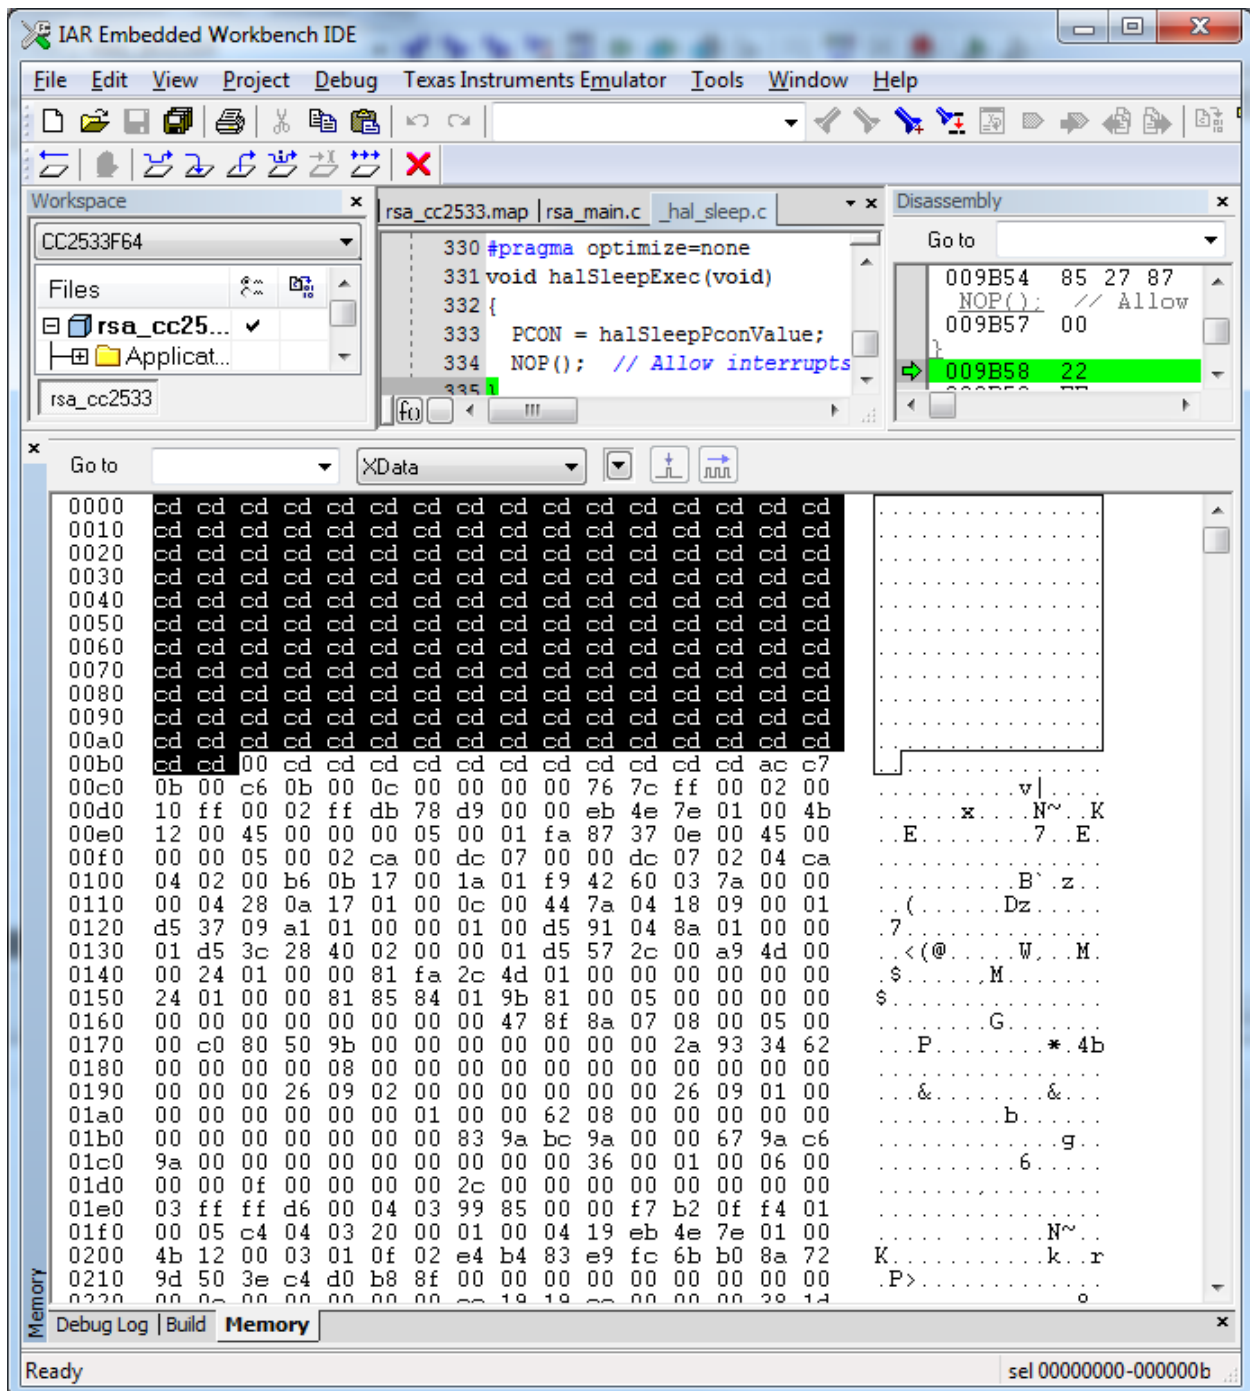 IAR Embedded Workbench IDE
File Edit View Project Debug Texas Instruments Emulator Tools Window Help
Workspace
CC2533F64
Files
rsa_cc25...
Applicat...
rsa_cc2533
rsa_cc2533.map rsa_main.c _hal_sleep.c
330 #pragma optimize=none
331 void halSleepExec(void)
332 {
333 PCON = halSleepPconValue;
334 NOP(); // Allow interrupts
335 }
Disassembly
Go to
009B54 85 27 87
NOP(); // Allow
009B57 00
}
009B58 22
Go to XData
0000 cd cd cd cd cd cd cd cd cd cd cd cd cd cd cd cd ................
0010 cd cd cd cd cd cd cd cd cd cd cd cd cd cd cd cd ................
0020 cd cd cd cd cd cd cd cd cd cd cd cd cd cd cd cd ................
0030 cd cd cd cd cd cd cd cd cd cd cd cd cd cd cd cd ................
0040 cd cd cd cd cd cd cd cd cd cd cd cd cd cd cd cd ................
0050 cd cd cd cd cd cd cd cd cd cd cd cd cd cd cd cd ................
0060 cd cd cd cd cd cd cd cd cd cd cd cd cd cd cd cd ................
0070 cd cd cd cd cd cd cd cd cd cd cd cd cd cd cd cd ................
0080 cd cd cd cd cd cd cd cd cd cd cd cd cd cd cd cd ................
0090 cd cd cd cd cd cd cd cd cd cd cd cd cd cd cd cd ................
00a0 cd cd cd cd cd cd cd cd cd cd cd cd cd cd cd cd ................
00b0 cd cd 00 cd cd cd cd cd cd cd cd cd cd cd ac c7 ................
00c0 0b 00 c6 0b 00 0c 00 00 00 00 76 7c ff 00 02 00 ..........v|....
00d0 10 ff 00 02 ff db 78 d9 00 00 eb 4e 7e 01 00 4b ......x....N~..K
00e0 12 00 45 00 00 00 05 00 01 fa 87 37 0e 00 45 00 ..E........7..E.
00f0 00 00 05 00 02 ca 00 dc 07 00 00 dc 07 02 04 ca ................
0100 04 02 00 b6 0b 17 00 1a 01 f9 42 60 03 7a 00 00 ..........B`.z..
0110 00 04 28 0a 17 01 00 0c 00 44 7a 04 18 09 00 01 ..(......Dz.....
0120 d5 37 09 a1 01 00 00 01 00 d5 91 04 8a 01 00 00 .7..............
0130 01 d5 3c 28 40 02 00 00 01 d5 57 2c 00 a9 4d 00 ..<(@.....W,..M.
0140 00 24 01 00 00 81 fa 2c 4d 01 00 00 00 00 00 00 .$.....,M.......
0150 24 01 00 00 81 85 84 01 9b 81 00 05 00 00 00 00 $...............
0160 00 00 00 00 00 00 00 00 47 8f 8a 07 08 00 05 00 ........G.......
0170 00 c0 80 50 9b 00 00 00 00 00 00 00 2a 93 34 62 ...P........*.4b
0180 00 00 00 00 08 00 00 00 00 00 00 00 00 00 00 00 ................
0190 00 00 00 26 09 02 00 00 00 00 00 00 26 09 01 00 ...&........&...
01a0 00 00 00 00 00 00 01 00 00 62 08 00 00 00 00 00 .........b......
01b0 00 00 00 00 00 00 00 83 9a bc 9a 00 00 67 9a c6 .............g..
01c0 9a 00 00 00 00 00 00 00 00 00 36 00 01 00 06 00 ..........6.....
01d0 00 00 0f 00 00 00 00 2c 00 00 00 00 00 00 00 00 .......,........
01e0 03 ff ff d6 00 04 03 99 85 00 00 f7 b2 0f f4 01 ................
01f0 00 05 c4 04 03 20 00 01 00 04 19 eb 4e 7e 01 00 ..... ......N~..
0200 4b 12 00 03 01 0f 02 e4 b4 83 e9 fc 6b b0 8a 72 K...........k..r
0210 9d 50 3e c4 d0 b8 8f 00 00 00 00 00 00 00 00 00 .P>.............
Memory
Debug Log Build Memory
Ready sel 00000000-000000b